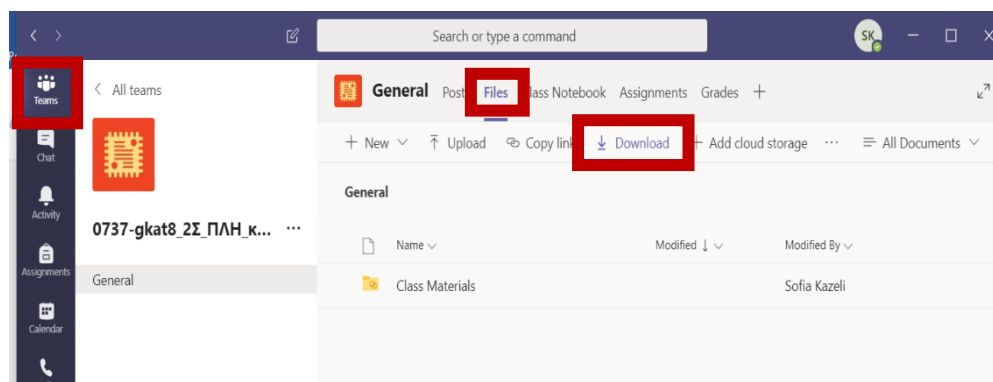 Search or type a command
SK
Teams
All teams
General Post Files lass Notebook Assignments Grades
New Upload Copy lin Download Add cloud storage ... All Documents
Chat
General
Activity
0737-gkat8_2Σ_ΠΛΗ_κ... ...
Name Modified Modified By
Assignments
General
Class Materials Sofia Kazeli
Calendar